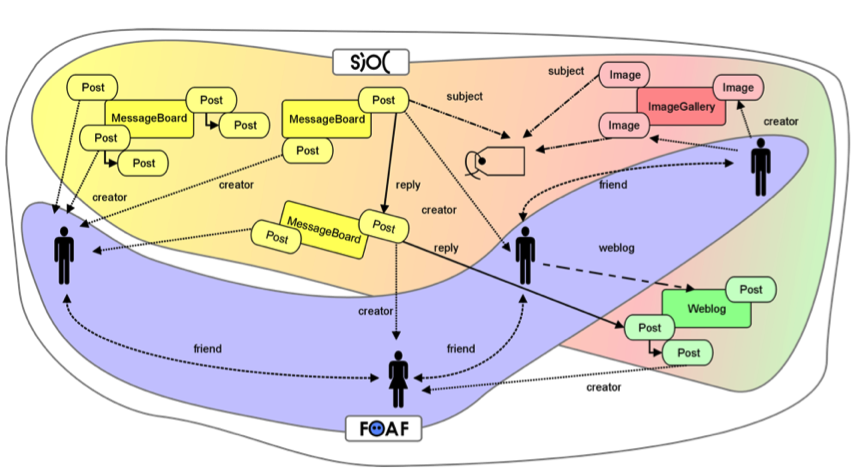 SiOC
Post
MessageBoard
Post
Post
Post
Post
MessageBoard
Post
Post
subject
subject
Image
ImageGallery
Image
Image
creator
creator
creator
reply
creator
friend
MessageBoard
Post
Post
reply
weblog
Post
Weblog
Post
Post
creator
friend
friend
creator
FOAF